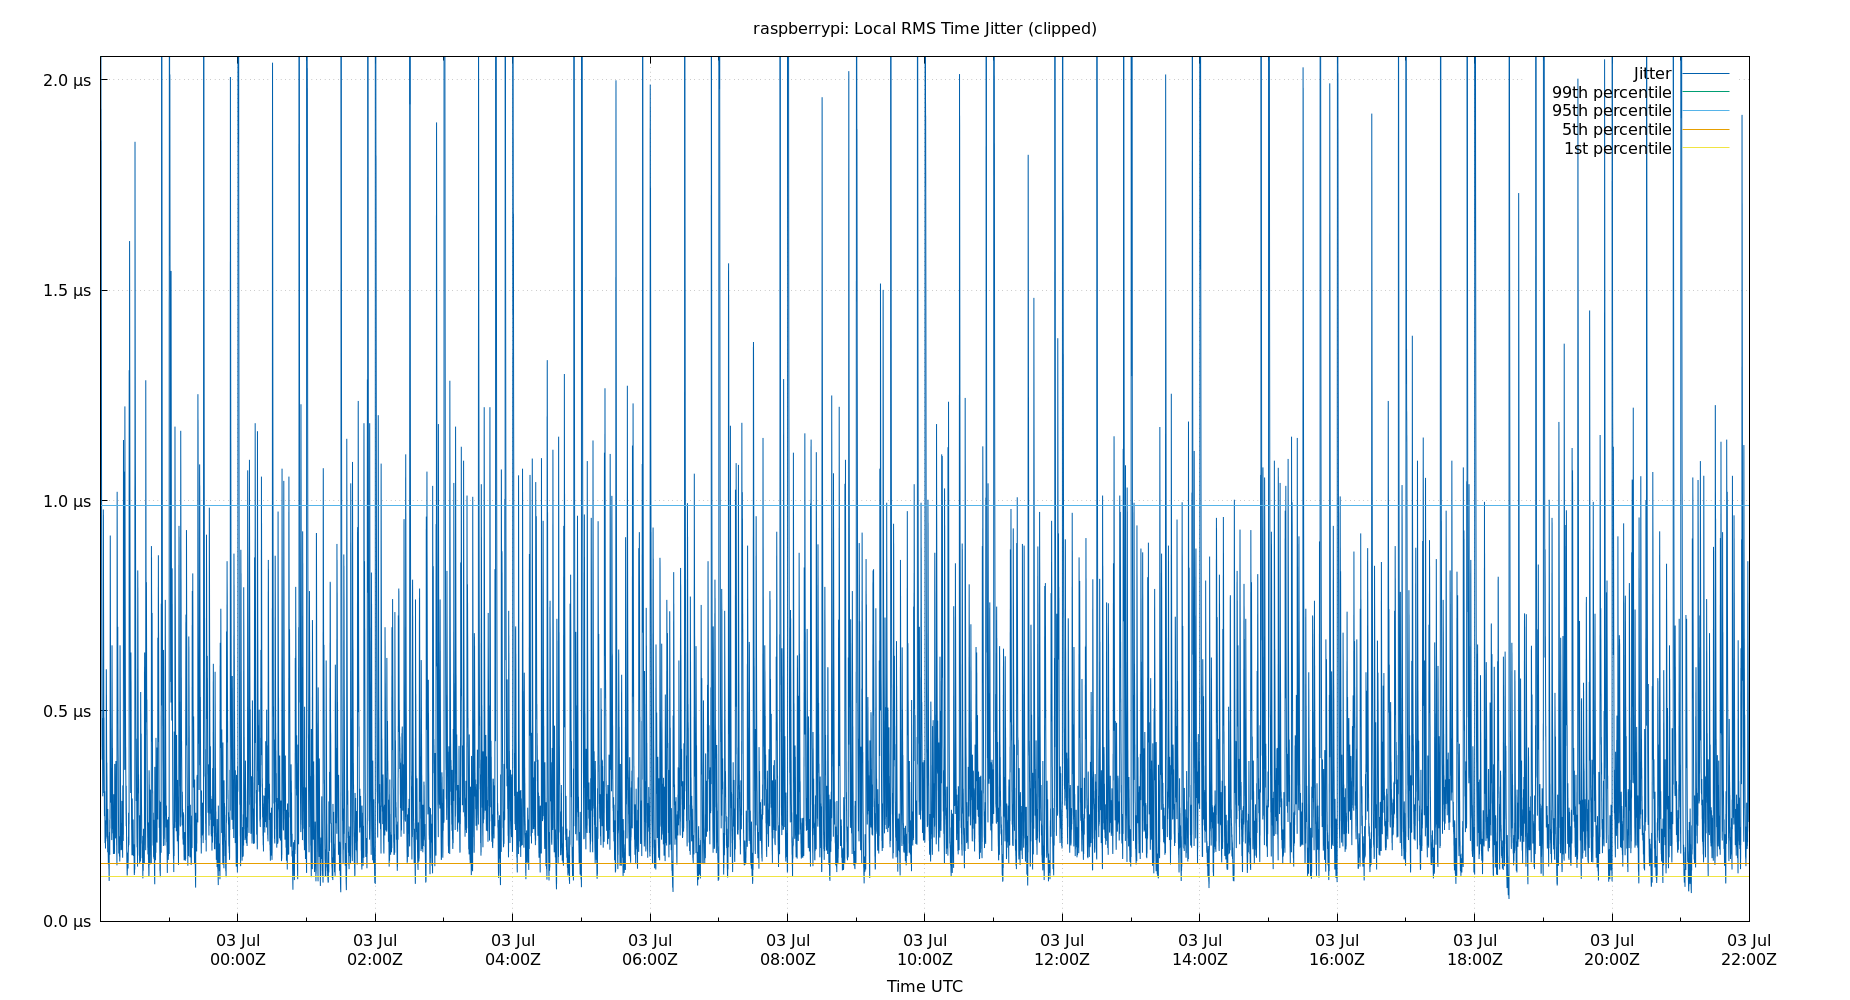 raspberrypi: Local RMS Time Jitter (clipped)
2.0 µs
1.5 µs
1.0 µs
0.5 µs
0.0 µs
Jitter
99th percentile
95th percentile
5th percentile
1st percentile
03 Jul 03 Jul 03 Jul 03 Jul 03 Jul 03 Jul 03 Jul 03 Jul 03 Jul 03 Jul 03 Jul 03 Jul
00:00Z 02:00Z 04:00Z 06:00Z 08:00Z 10:00Z 12:00Z 14:00Z 16:00Z 18:00Z 20:00Z 22:00Z
Time UTC